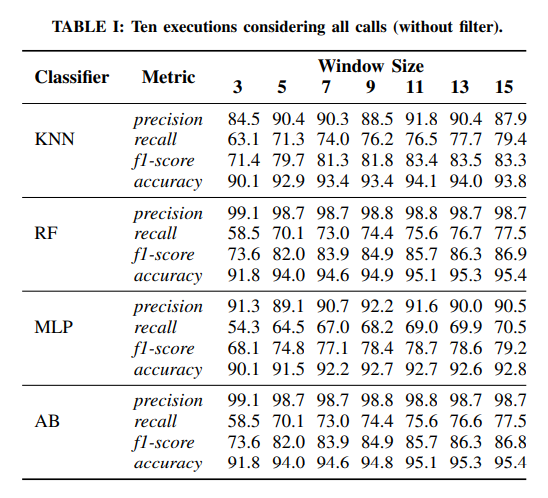 TABLE I: Ten executions considering all calls (without filter).
Classifier Metric Window Size
3 5 7 9 11 13 15
precision 84.5 90.4 90.3 88.5 91.8 90.4 87.9
KNN recall 63.1 71.3 74.0 76.2 76.5 77.7 79.4
f1-score 71.4 79.7 81.3 81.8 83.4 83.5 83.3
accuracy 90.1 92.9 93.4 93.4 94.1 94.0 93.8
precision 99.1 98.7 98.7 98.8 98.8 98.7 98.7
RF recall 58.5 70.1 73.0 74.4 75.6 76.7 77.5
f1-score 73.6 82.0 83.9 84.9 85.7 86.3 86.9
accuracy 91.8 94.0 94.6 94.9 95.1 95.3 95.4
precision 91.3 89.1 90.7 92.2 91.6 90.0 90.5
MLP recall 54.3 64.5 67.0 68.2 69.0 69.9 70.5
f1-score 68.1 74.8 77.1 78.4 78.7 78.6 79.2
accuracy 90.1 91.5 92.2 92.7 92.7 92.6 92.8
precision 99.1 98.7 98.7 98.8 98.8 98.7 98.7
AB recall 58.5 70.1 73.0 74.4 75.6 76.6 77.5
f1-score 73.6 82.0 83.9 84.9 85.7 86.3 86.8
accuracy 91.8 94.0 94.6 94.8 95.1 95.3 95.4